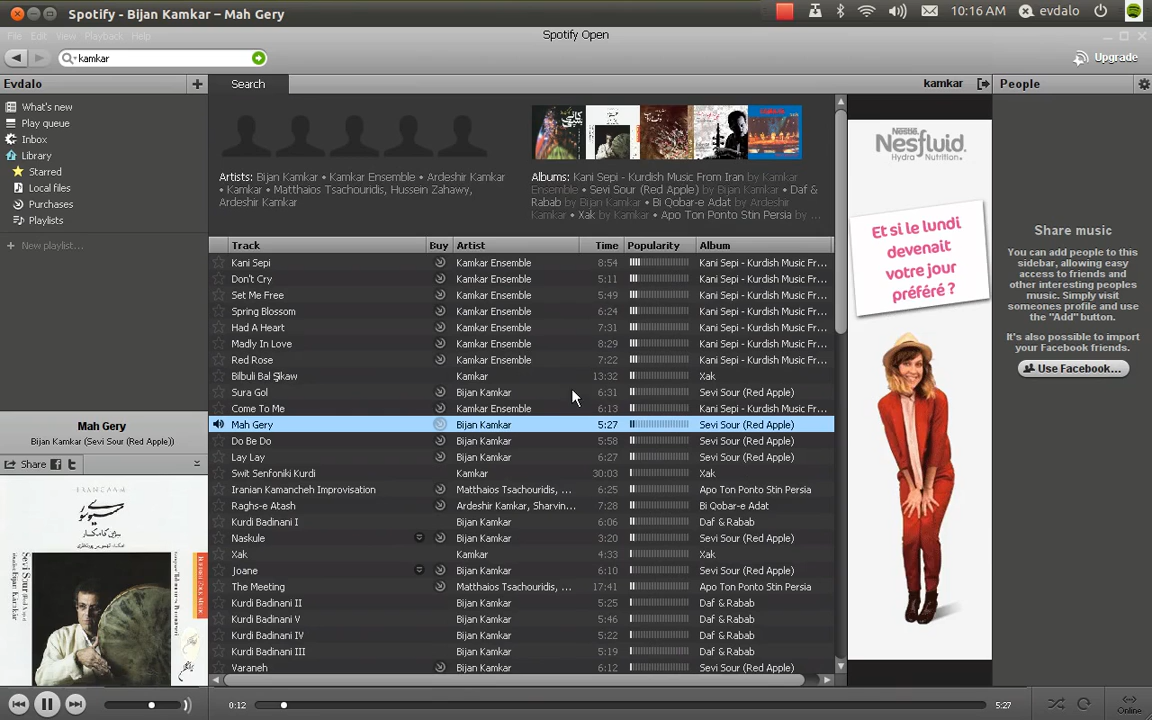 Spotify - Bijan Kamkar – Mah Gery
10:16 AM
evdalo
File Edit View Playback Help
Spotify Open
kamkar
Upgrade
Evdalo
+
Search
kamkar
People
What's new
Play queue
Inbox
Library
Starred
Local files
Purchases
Playlists
+ New playlist...
Artists: Bijan Kamkar • Kamkar Ensemble • Ardeshir Kamkar
• Kamkar • Matthaios Tsachouridis, Hussein Zahawy,
Ardeshir Kamkar
Albums: Kani Sepi - Kurdish Music From Iran by Kamkar
Ensemble • Sevi Sour (Red Apple) by Bijan Kamkar • Daf &
Rabab by Bijan Kamkar • Bi Qobar-e Adat by Ardeshir
Kamkar • Xak by Kamkar • Apo Ton Ponto Stin Persia by ...
Track Buy Artist Time Popularity Album
Kani Sepi Kamkar Ensemble 8:54 Kani Sepi - Kurdish Music Fr...
Don't Cry Kamkar Ensemble 5:11 Kani Sepi - Kurdish Music Fr...
Set Me Free Kamkar Ensemble 5:49 Kani Sepi - Kurdish Music Fr...
Spring Blossom Kamkar Ensemble 6:24 Kani Sepi - Kurdish Music Fr...
Had A Heart Kamkar Ensemble 7:31 Kani Sepi - Kurdish Music Fr...
Madly In Love Kamkar Ensemble 8:29 Kani Sepi - Kurdish Music Fr...
Red Rose Kamkar Ensemble 7:22 Kani Sepi - Kurdish Music Fr...
Bilbuli Bal Şikaw Kamkar 13:32 Xak
Sura Gol Bijan Kamkar 6:31 Sevi Sour (Red Apple)
Come To Me Kamkar Ensemble 6:13 Kani Sepi - Kurdish Music Fr...
Mah Gery Bijan Kamkar 5:27 Sevi Sour (Red Apple)
Do Be Do Bijan Kamkar 5:58 Sevi Sour (Red Apple)
Lay Lay Bijan Kamkar 6:27 Sevi Sour (Red Apple)
Swit Senfoniki Kurdi Kamkar 30:03 Xak
Iranian Kamancheh Improvisation Matthaios Tsachouridis, ... 6:25 Apo Ton Ponto Stin Persia
Raghs-e Atash Ardeshir Kamkar, Sharvin... 7:28 Bi Qobar-e Adat
Kurdi Badinani I Bijan Kamkar 6:06 Daf & Rabab
Naskule Bijan Kamkar 3:20 Sevi Sour (Red Apple)
Xak Kamkar 4:33 Xak
Joane Bijan Kamkar 6:10 Sevi Sour (Red Apple)
The Meeting Matthaios Tsachouridis, ... 17:41 Apo Ton Ponto Stin Persia
Kurdi Badinani II Bijan Kamkar 5:25 Daf & Rabab
Kurdi Badinani V Bijan Kamkar 5:46 Daf & Rabab
Kurdi Badinani IV Bijan Kamkar 5:22 Daf & Rabab
Kurdi Badinani III Bijan Kamkar 5:19 Daf & Rabab
Varaneh Bijan Kamkar 6:12 Sevi Sour (Red Apple)
Mah Gery
Bijan Kamkar (Sevi Sour (Red Apple))
Share
Sevi Sour
Bijan Kamkar
Nestlé
Nesfluid.
Hydra Nutrition.
Et si le lundi
devenait
votre jour
préféré ?
Share music
You can add people to this
sidebar, allowing easy
access to friends and
other interesting peoples
music. Simply visit
someones profile and use
the "Add" button.
It's also possible to import
your Facebook friends.
Use Facebook...
0:12
5:27
Online